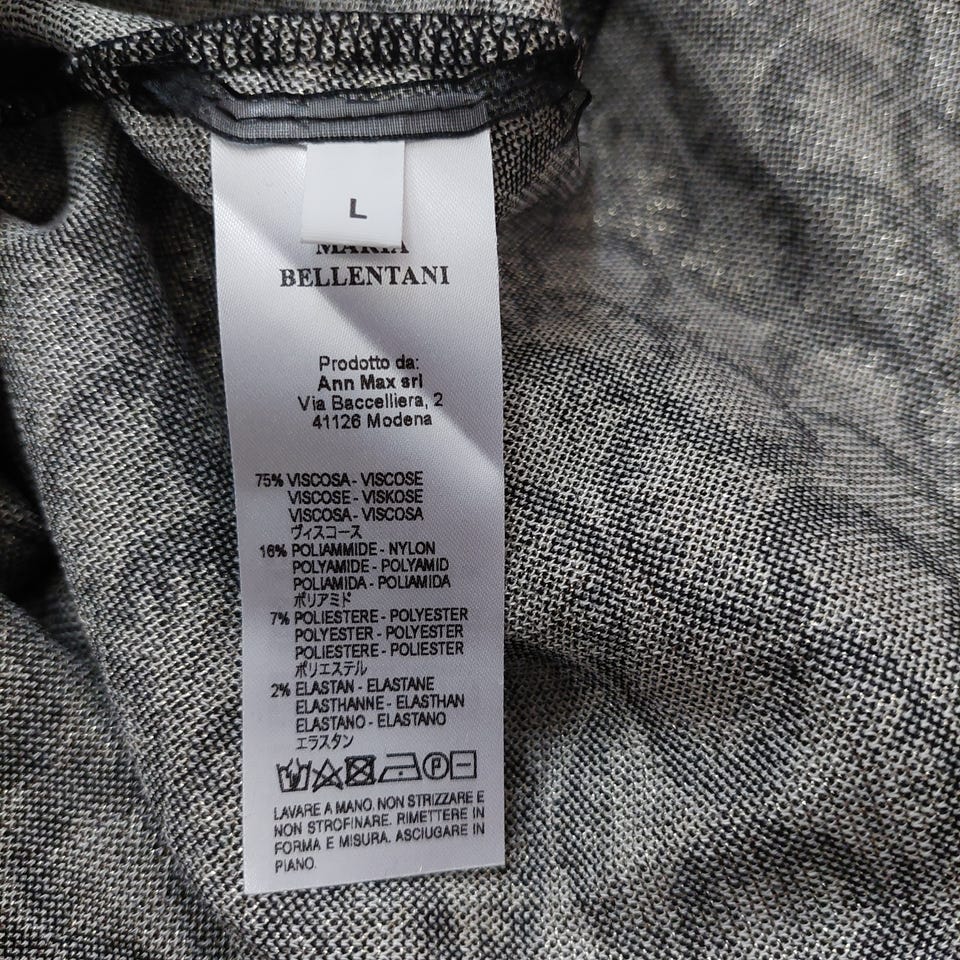 L
MARIA
BELLENTANI
Prodotto da:
Ann Max srl
Via Baccelliera, 2
41126 Modena
75% VISCOSA - VISCOSE
VISCOSE - VISKOSE
VISCOSA - VISCOSA
ヴィスコース
16% POLIAMMIDE - NYLON
POLYAMIDE - POLYAMID
POLIAMIDA - POLIAMIDA
ポリアミド
7% POLIESTERE - POLYESTER
POLYESTER - POLYESTER
POLIESTERE - POLIESTER
ポリエステル
2% ELASTAN - ELASTANE
ELASTHANNE - ELASTHAN
ELASTANO - ELASTANO
エラスタン
P
LAVARE A MANO. NON STRIZZARE E
NON STROFINARE. RIMETTERE IN
FORMA E MISURA. ASCIUGARE IN
PIANO.